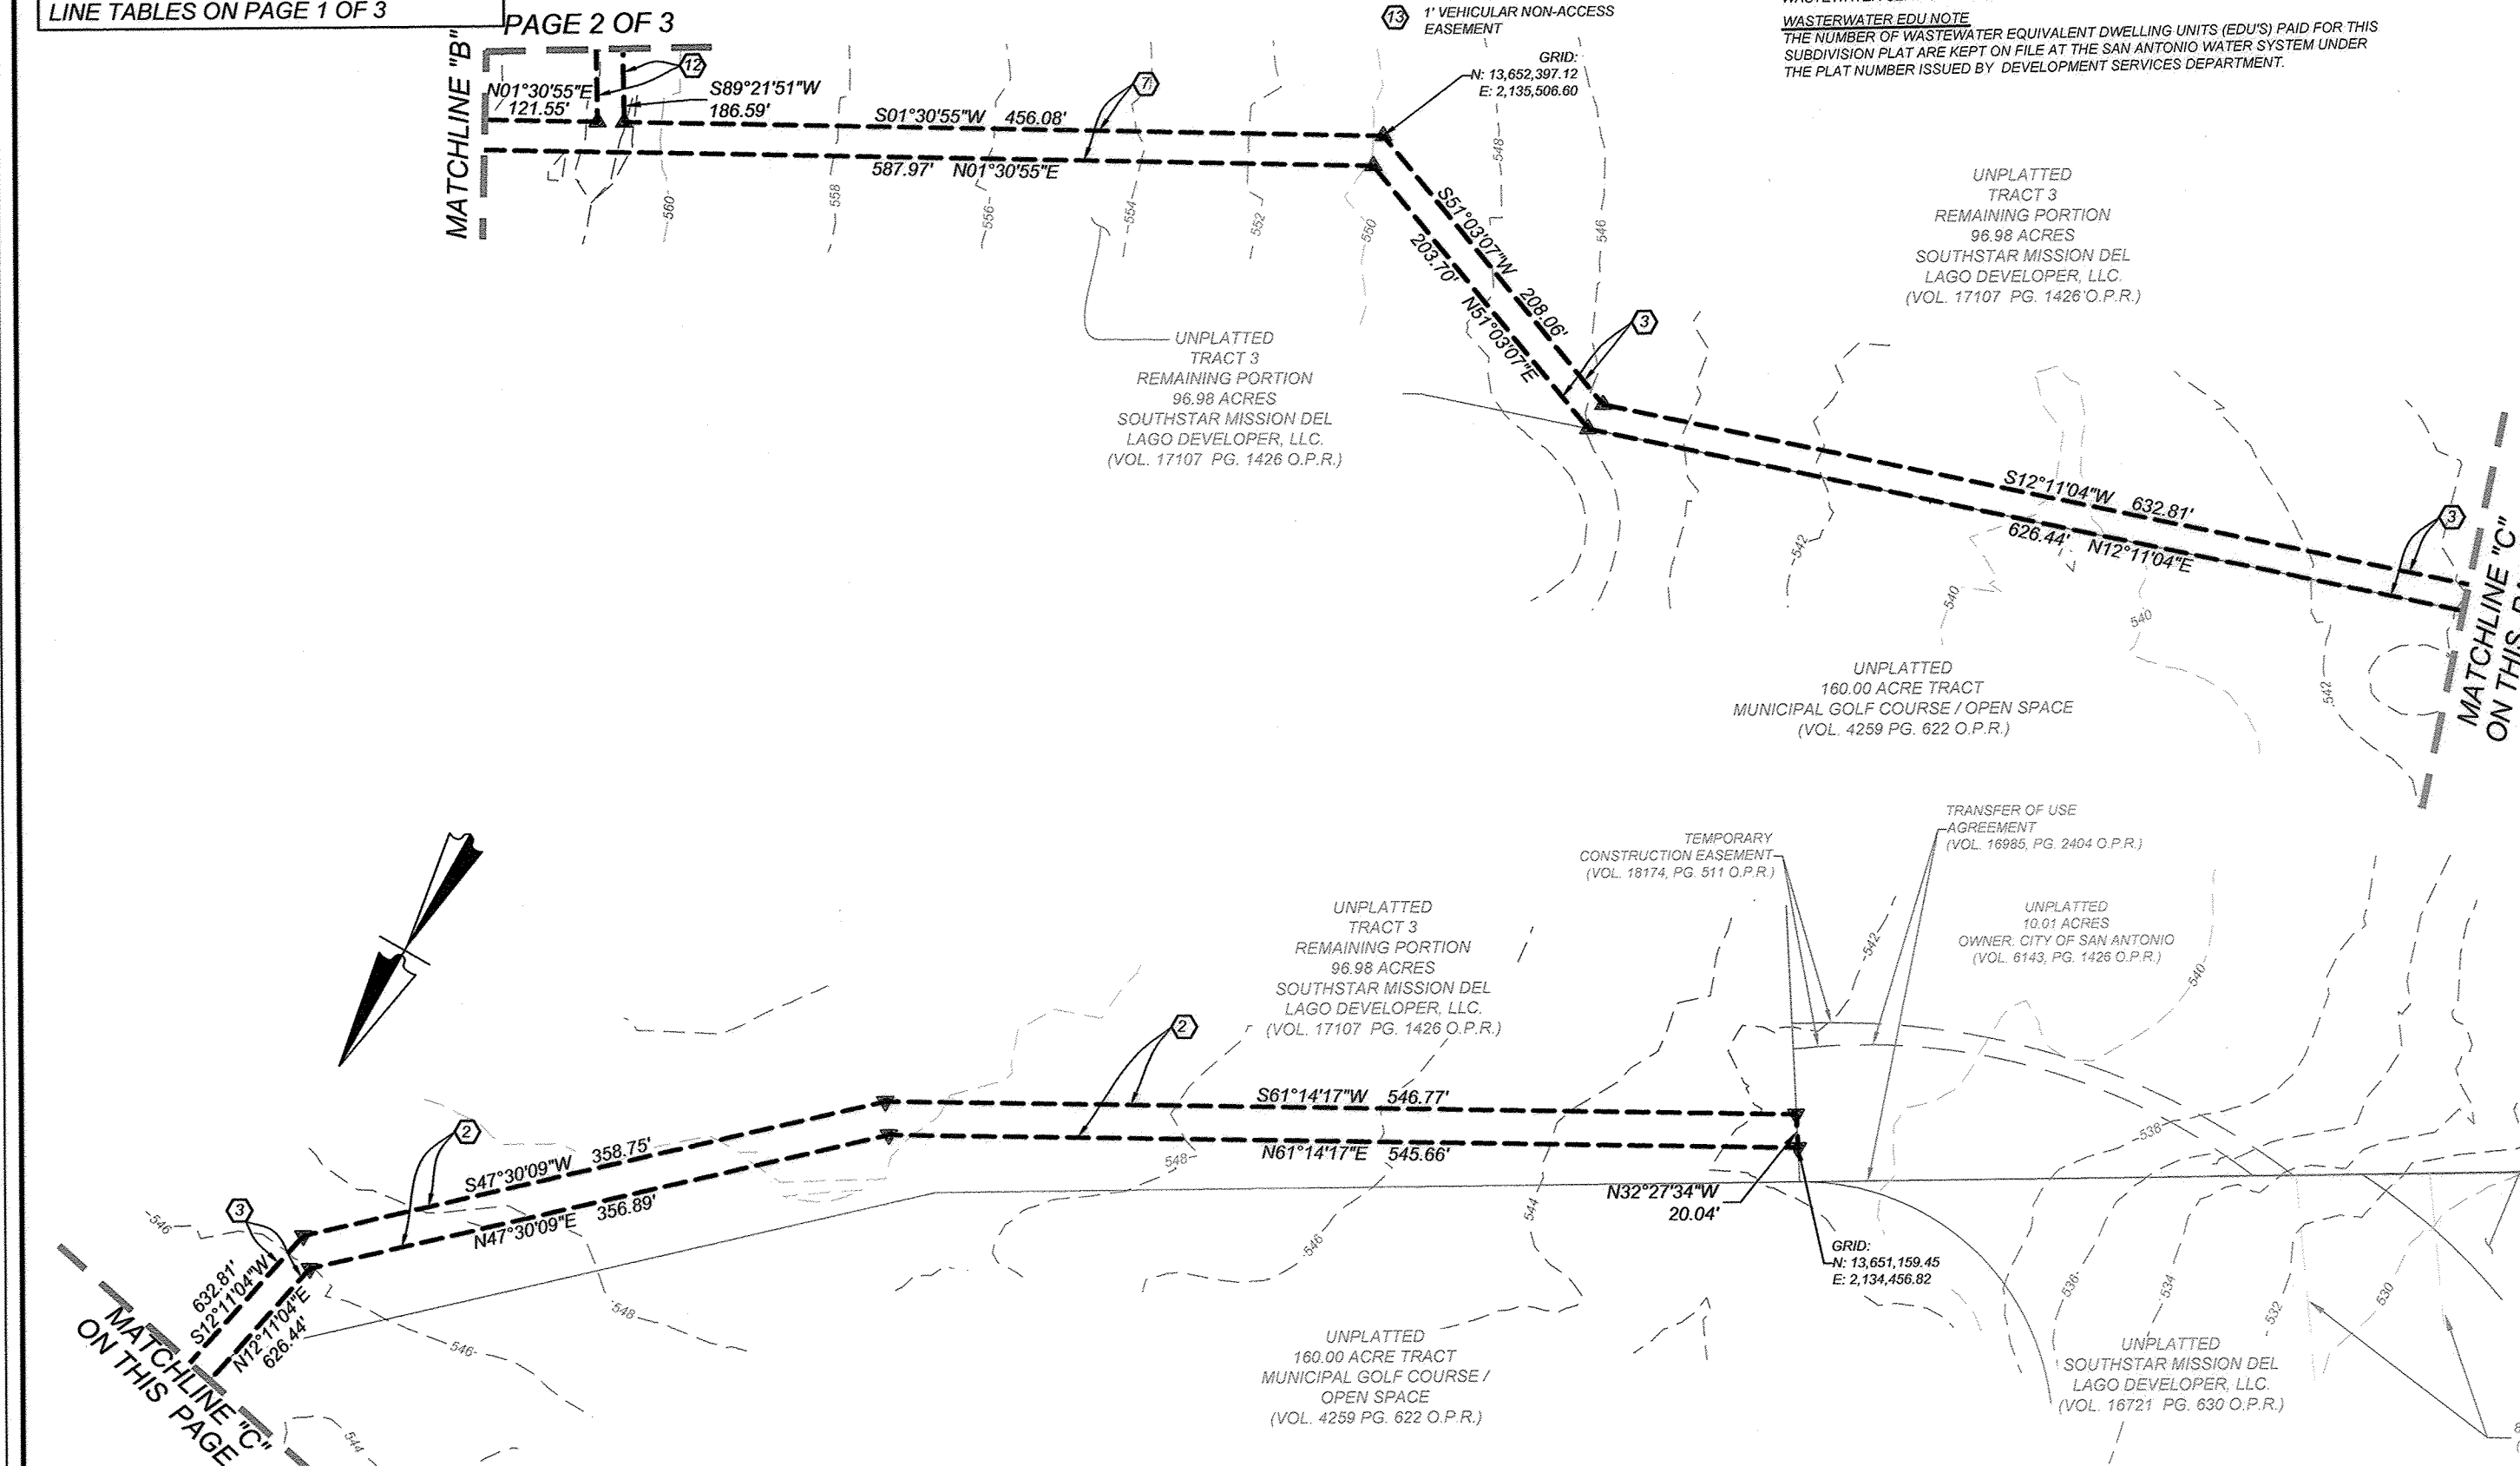 LINE TABLES ON PAGE 1 OF 3
PAGE 2 OF 3
MATCHLINE "B"
13
1' VEHICULAR NON-ACCESS
EASEMENT
WASTERWATER EDU NOTE
THE NUMBER OF WASTEWATER EQUIVALENT DWELLING UNITS (EDU'S) PAID FOR THIS
SUBDIVISION PLAT ARE KEPT ON FILE AT THE SAN ANTONIO WATER SYSTEM UNDER
THE PLAT NUMBER ISSUED BY DEVELOPMENT SERVICES DEPARTMENT.
GRID:
N: 13,652,397.12
E: 2,135,506.60
12
7
N01°30'55"E
121.55'
S89°21'51"W
186.59'
S01°30'55"W 456.08'
587.97' N01°30'55"E
560
558
556
554
552
550
548
546
S51°03'07"W 208.06'
203.70' N51°03'07"E
3
UNPLATTED
TRACT 3
REMAINING PORTION
96.98 ACRES
SOUTHSTAR MISSION DEL
LAGO DEVELOPER, LLC.
(VOL. 17107 PG. 1426 O.P.R.)
UNPLATTED
TRACT 3
REMAINING PORTION
96.98 ACRES
SOUTHSTAR MISSION DEL
LAGO DEVELOPER, LLC.
(VOL. 17107 PG. 1426 O.P.R.)
S12°11'04"W 632.81'
626.44' N12°11'04"E
3
542
540
540
542
MATCHLINE "C"
ON THIS
UNPLATTED
160.00 ACRE TRACT
MUNICIPAL GOLF COURSE / OPEN SPACE
(VOL. 4259 PG. 622 O.P.R.)
TRANSFER OF USE
AGREEMENT
(VOL. 16985, PG. 2404 O.P.R.)
TEMPORARY
CONSTRUCTION EASEMENT
(VOL. 18174, PG. 511 O.P.R.)
UNPLATTED
TRACT 3
REMAINING PORTION
96.98 ACRES
SOUTHSTAR MISSION DEL
LAGO DEVELOPER, LLC.
(VOL. 17107 PG. 1426 O.P.R.)
UNPLATTED
10.01 ACRES
OWNER: CITY OF SAN ANTONIO
(VOL. 6143, PG. 1426 O.P.R.)
542
540
2
S61°14'17"W 546.77'
N61°14'17"E 545.66'
548
2
S47°30'09"W 358.75'
N47°30'09"E 356.89'
3
546
632.81'
S12°11'04"W
N12°11'04"E
626.44'
MATCHLINE "C"
ON THIS PAGE
N32°27'34"W
20.04'
GRID:
N: 13,651,159.45
E: 2,134,456.82
538
544
546
548
546
544
536
534
532
530
UNPLATTED
160.00 ACRE TRACT
MUNICIPAL GOLF COURSE /
OPEN SPACE
(VOL. 4259 PG. 622 O.P.R.)
UNPLATTED
SOUTHSTAR MISSION DEL
LAGO DEVELOPER, LLC.
(VOL. 16721 PG. 630 O.P.R.)